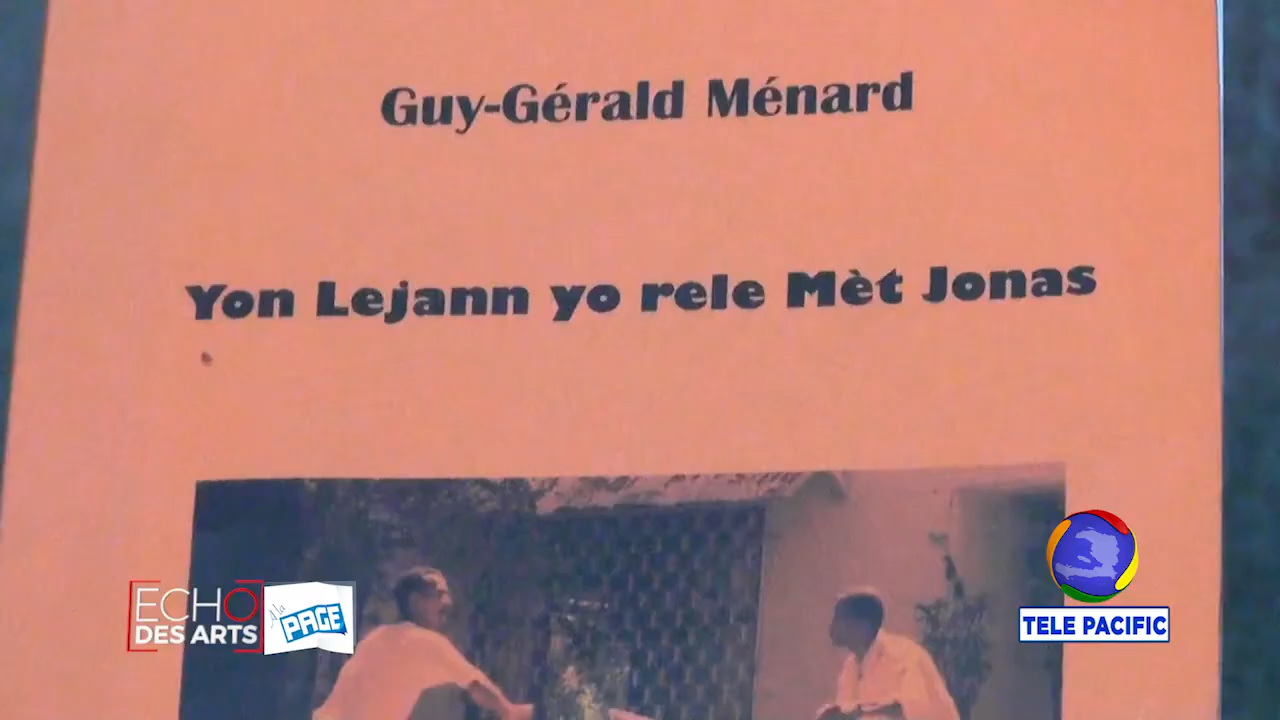 Guy-Gérald Ménard
Yon Lejann yo rele Mèt Jonas
ECHO
DES ARTS
À la
PAGE
TELE PACIFIC